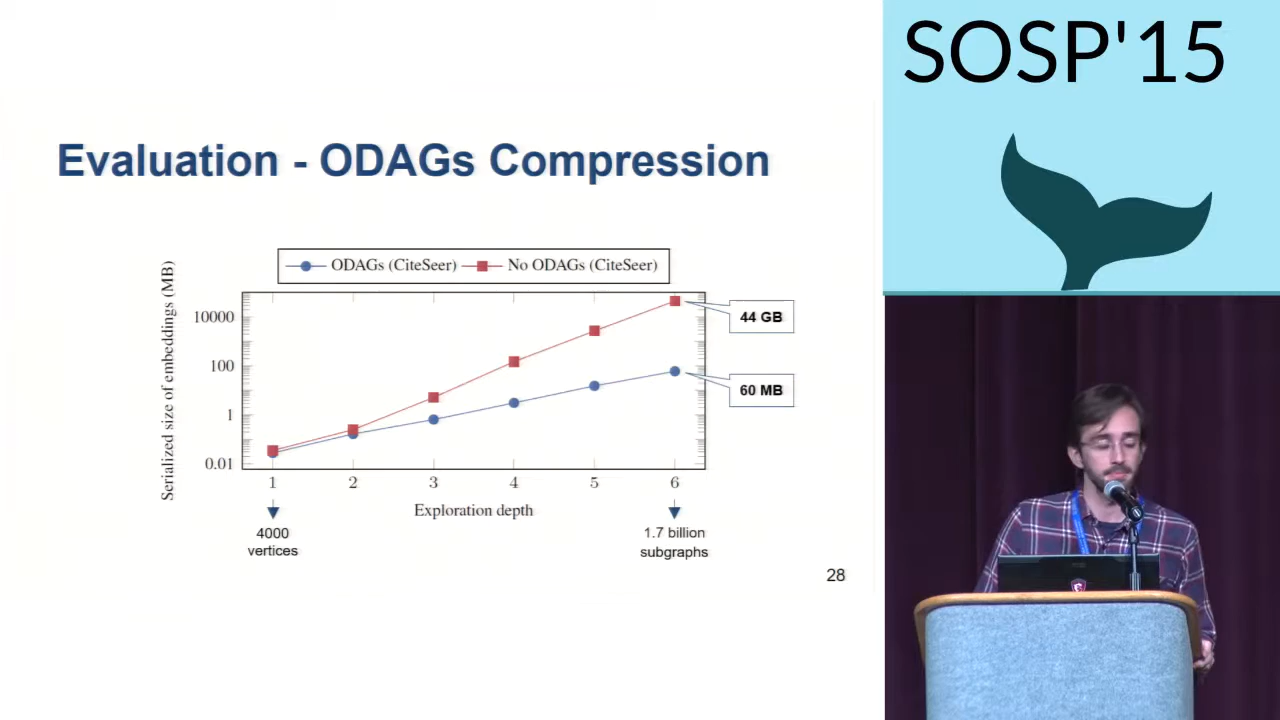 SOSP'15
Evaluation - ODAGs Compression
ODAGs (CiteSeer) No ODAGs (CiteSeer)
Serialized size of embeddings (MB)
10000
100
1
0.01
44 GB
60 MB
1 2 3 4 5 6
Exploration depth
4000
vertices
1.7 billion
subgraphs
28